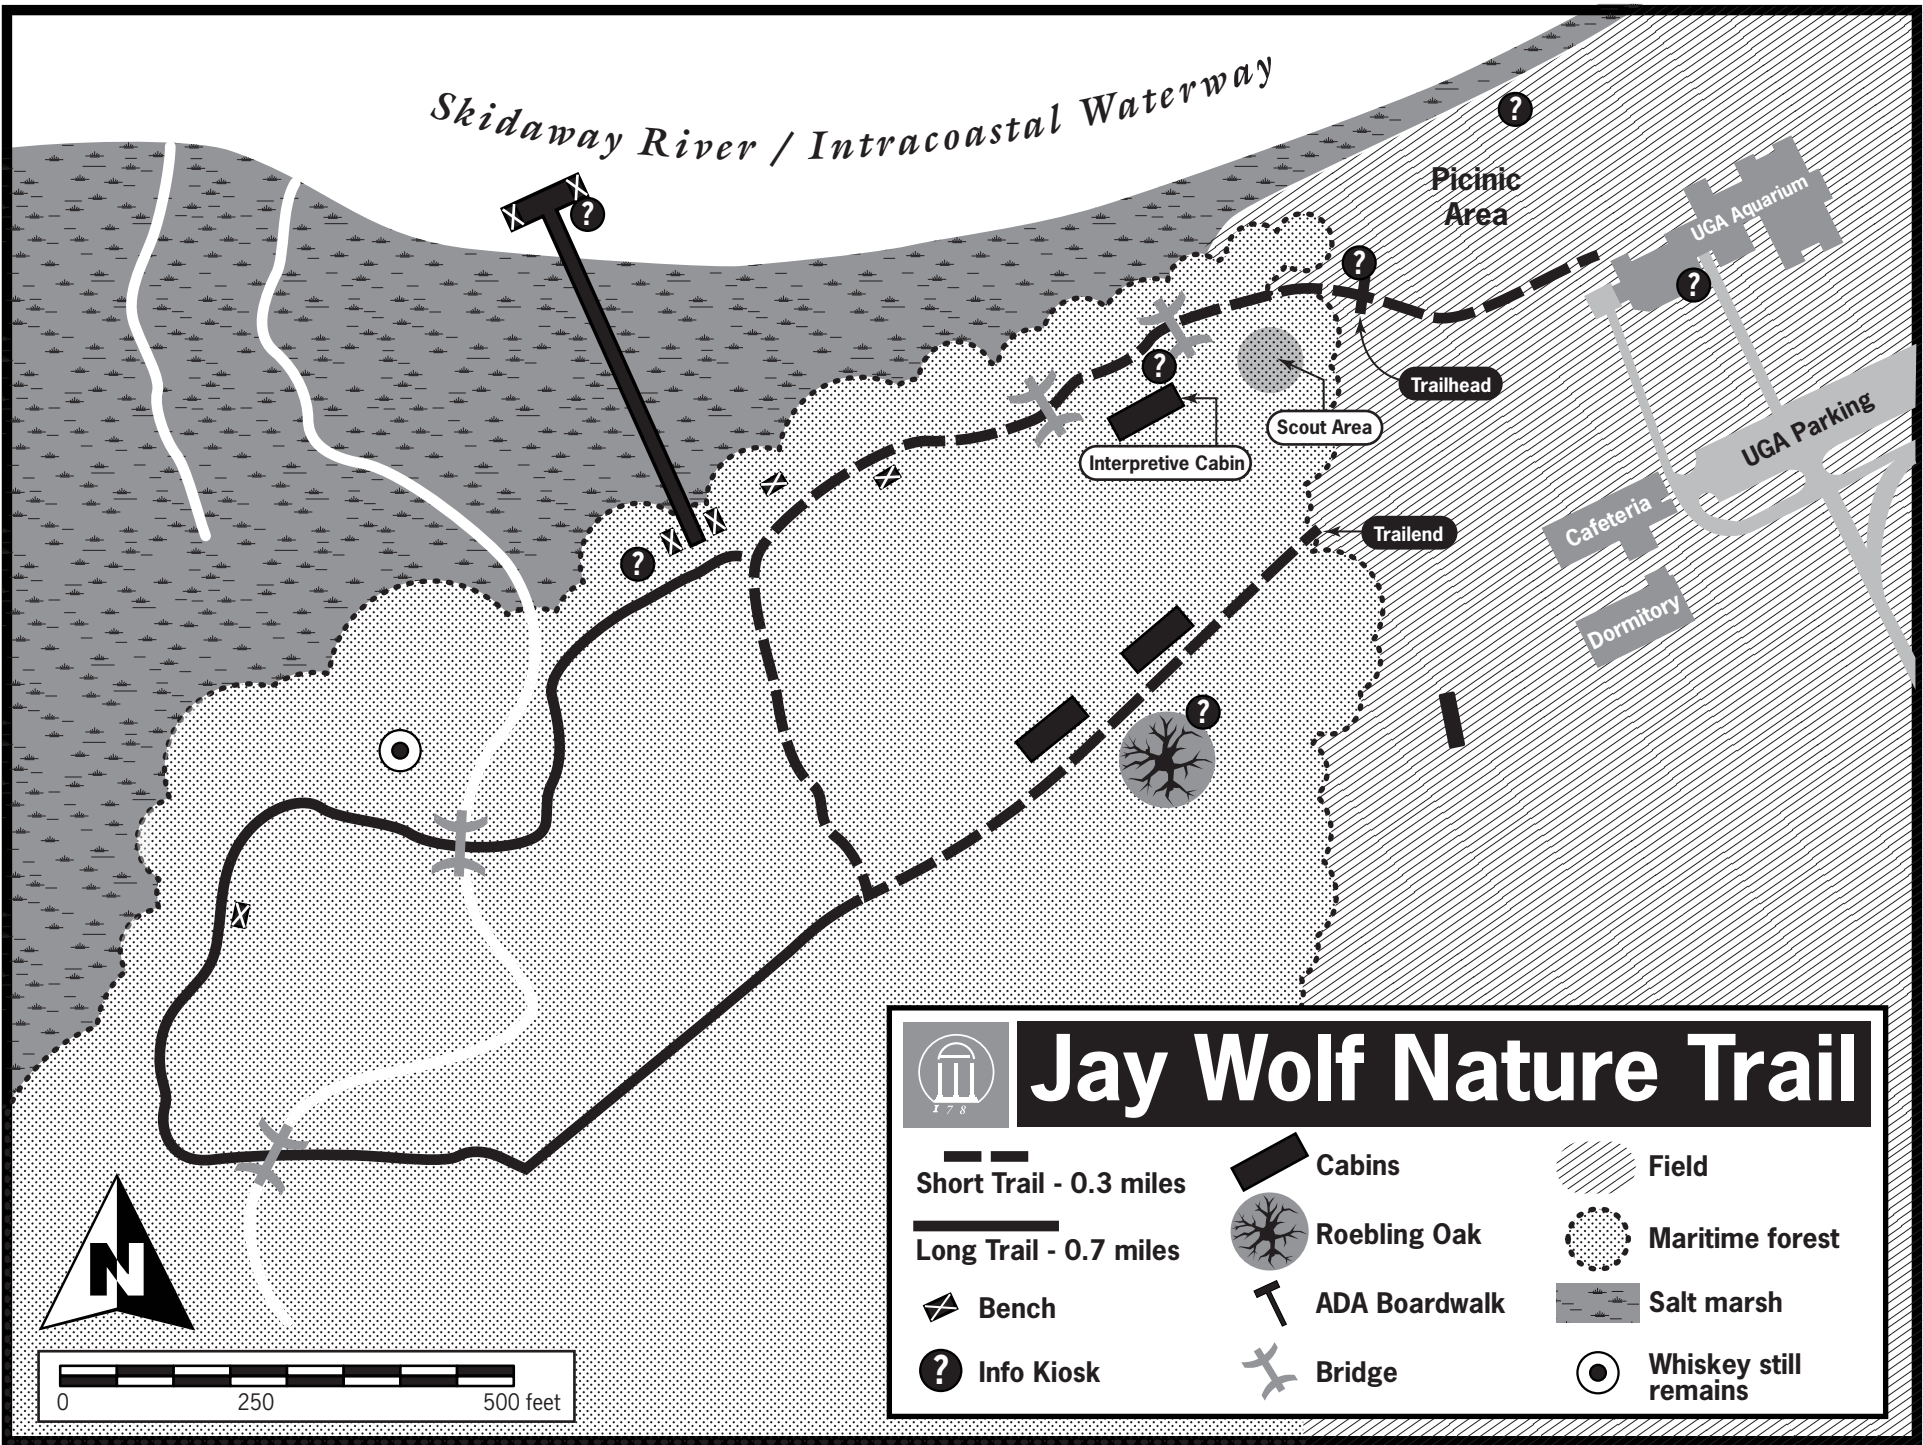 Skidaway River / Intracoastal Waterway
?
?
Picinic
Area
UGA Aquarium
?
?
?
Trailhead
Scout Area
Interpretive Cabin
UGA Parking
Cafeteria
Trailend
?
Dormitory
?
N
0 250 500 feet
178
Jay Wolf Nature Trail
Short Trail - 0.3 miles
Long Trail - 0.7 miles
Bench
?
Info Kiosk
Cabins
Roebling Oak
ADA Boardwalk
Bridge
Field
Maritime forest
Salt marsh
Whiskey still
remains